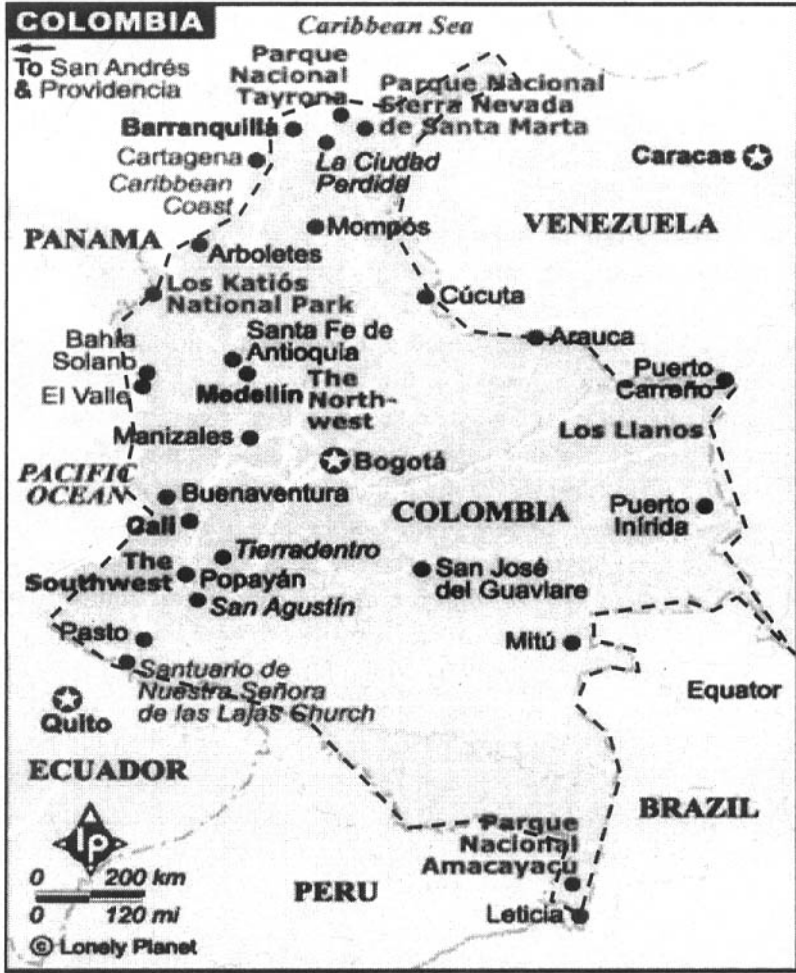 COLOMBIA
Caribbean Sea
To San Andrés
& Providencia
Parque
Nacional
Tayrona
Parque Nacional
Sierra Nevada
de Santa Marta
Barranquilla
Cartagena
Caribbean
Coast
La Ciudad
Perdida
Caracas
PANAMA
Mompós
VENEZUELA
Arboletes
Los Katiós
National Park
Cúcuta
Bahía
Solano
Santa Fe de
Antioquia
Arauca
El Valle
Medellín
The
North-
west
Puerto
Carreño
Manizales
Los Llanos
Bogotá
PACIFIC
OCEAN
Buenaventura
COLOMBIA
Puerto
Inírida
Cali
Tierradentro
The
Southwest
Popayán
San José
del Guaviare
San Agustín
Pasto
Mitú
Santuario de
Nuestra Señora
de las Lajas Church
Equator
Quito
ECUADOR
BRAZIL
lp
Parque
Nacional
Amacayacu
0 200 km
0 120 mi
PERU
Leticia
© Lonely Planet